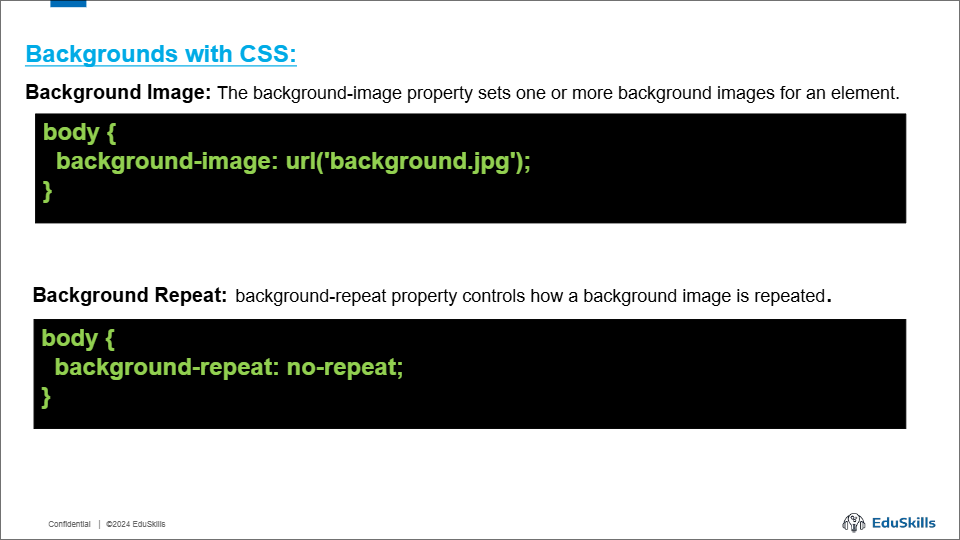 Backgrounds with CSS:
Background Image: The background-image property sets one or more background images for an element.
body {
  background-image: url('background.jpg');
}
Background Repeat: background-repeat property controls how a background image is repeated.
body {
  background-repeat: no-repeat;
}
Confidential | ©2024 EduSkills
EduSkills